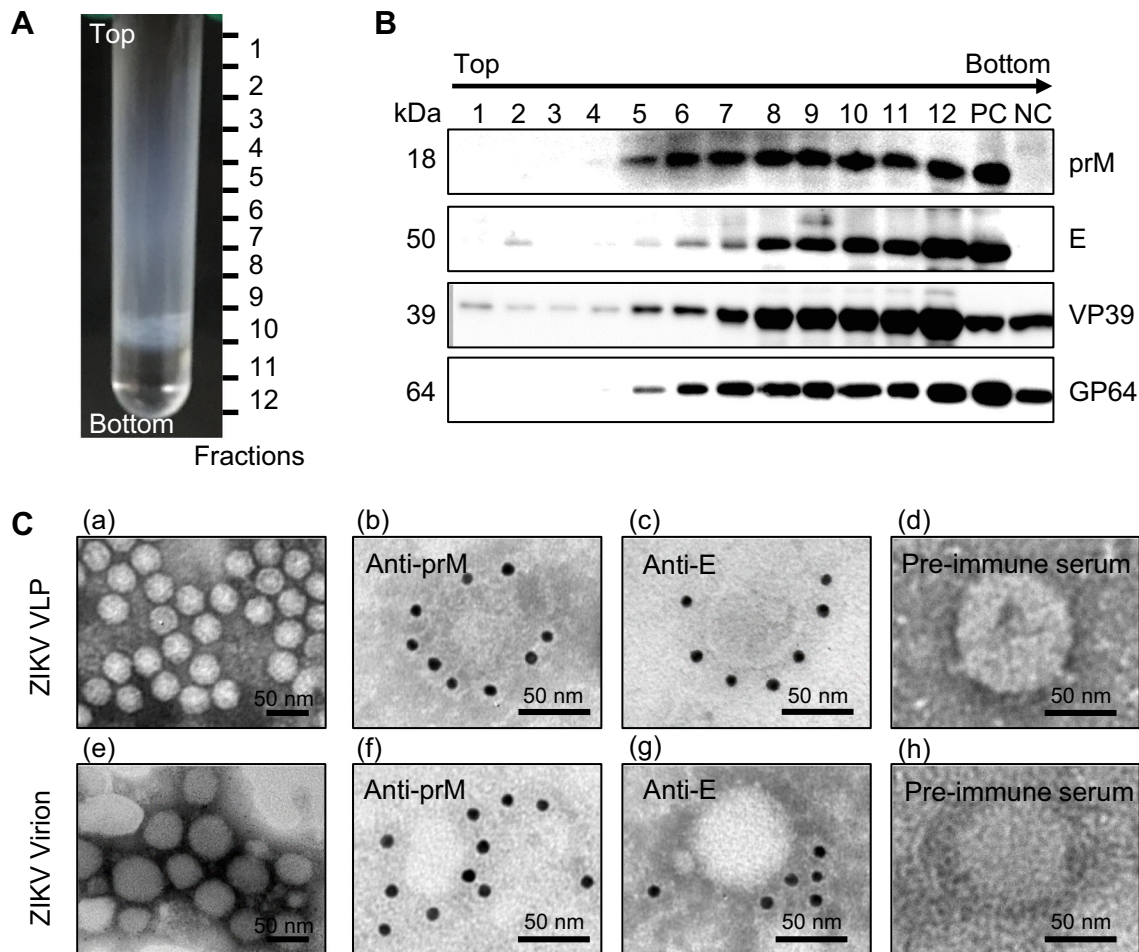 A
Top
1
2
3
4
5
6
7
8
9
10
11
12
Bottom
Fractions
B
Top Bottom
kDa 1 2 3 4 5 6 7 8 9 10 11 12 PC NC
18 prM
50 E
39 VP39
64 GP64
C
(a) (b) (c) (d)
ZIKV VLP
Anti-prM Anti-E Pre-immune serum
50 nm 50 nm 50 nm 50 nm
(e) (f) (g) (h)
ZIKV Virion
Anti-prM Anti-E Pre-immune serum
50 nm 50 nm 50 nm 50 nm